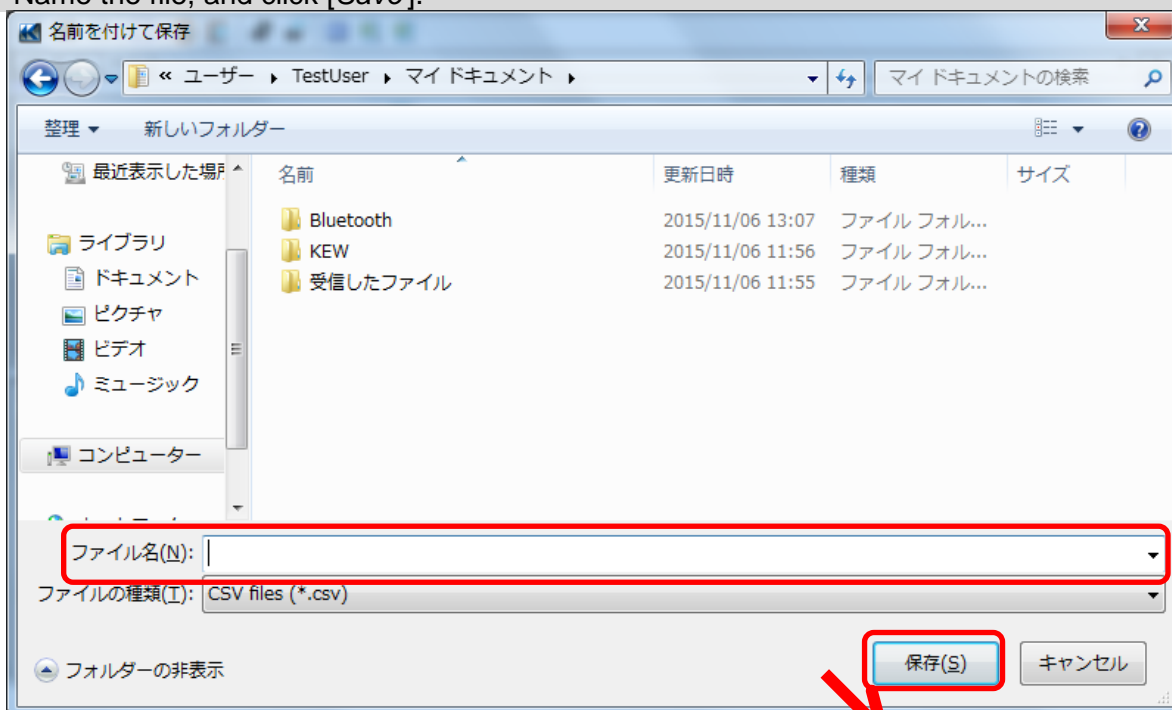 Name the file, and click [Save].
名前を付けて保存
« ユーザー ▸ TestUser ▸ マイ ドキュメント ▸
マイ ドキュメントの検索
整理 ▼ 新しいフォルダー
最近表示した場所
名前 更新日時 種類 サイズ
Bluetooth 2015/11/06 13:07 ファイル フォル...
ライブラリ
KEW 2015/11/06 11:56 ファイル フォル...
ドキュメント
受信したファイル 2015/11/06 11:55 ファイル フォル...
ピクチャ
ビデオ
ミュージック
コンピューター
ファイル名(N):
ファイルの種類(T): CSV files (*.csv)
フォルダーの非表示
保存(S) キャンセル